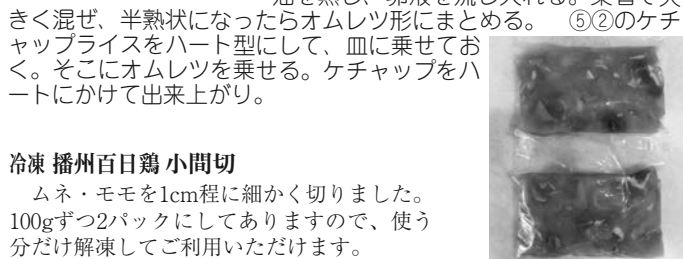 きく混ぜ、半熟状になったらオムレツ形にまとめる。　⑤②のケチ
ャップライスをハート型にして、皿に乗せてお
く。そこにオムレツを乗せる。ケチャップをハ
ートにかけて出来上がり。
冷凍 播州百日鶏 小間切
ムネ・モモを1cm程に細かく切りました。
100gずつ2パックにしてありますので、使う
分だけ解凍してご利用いただけます。